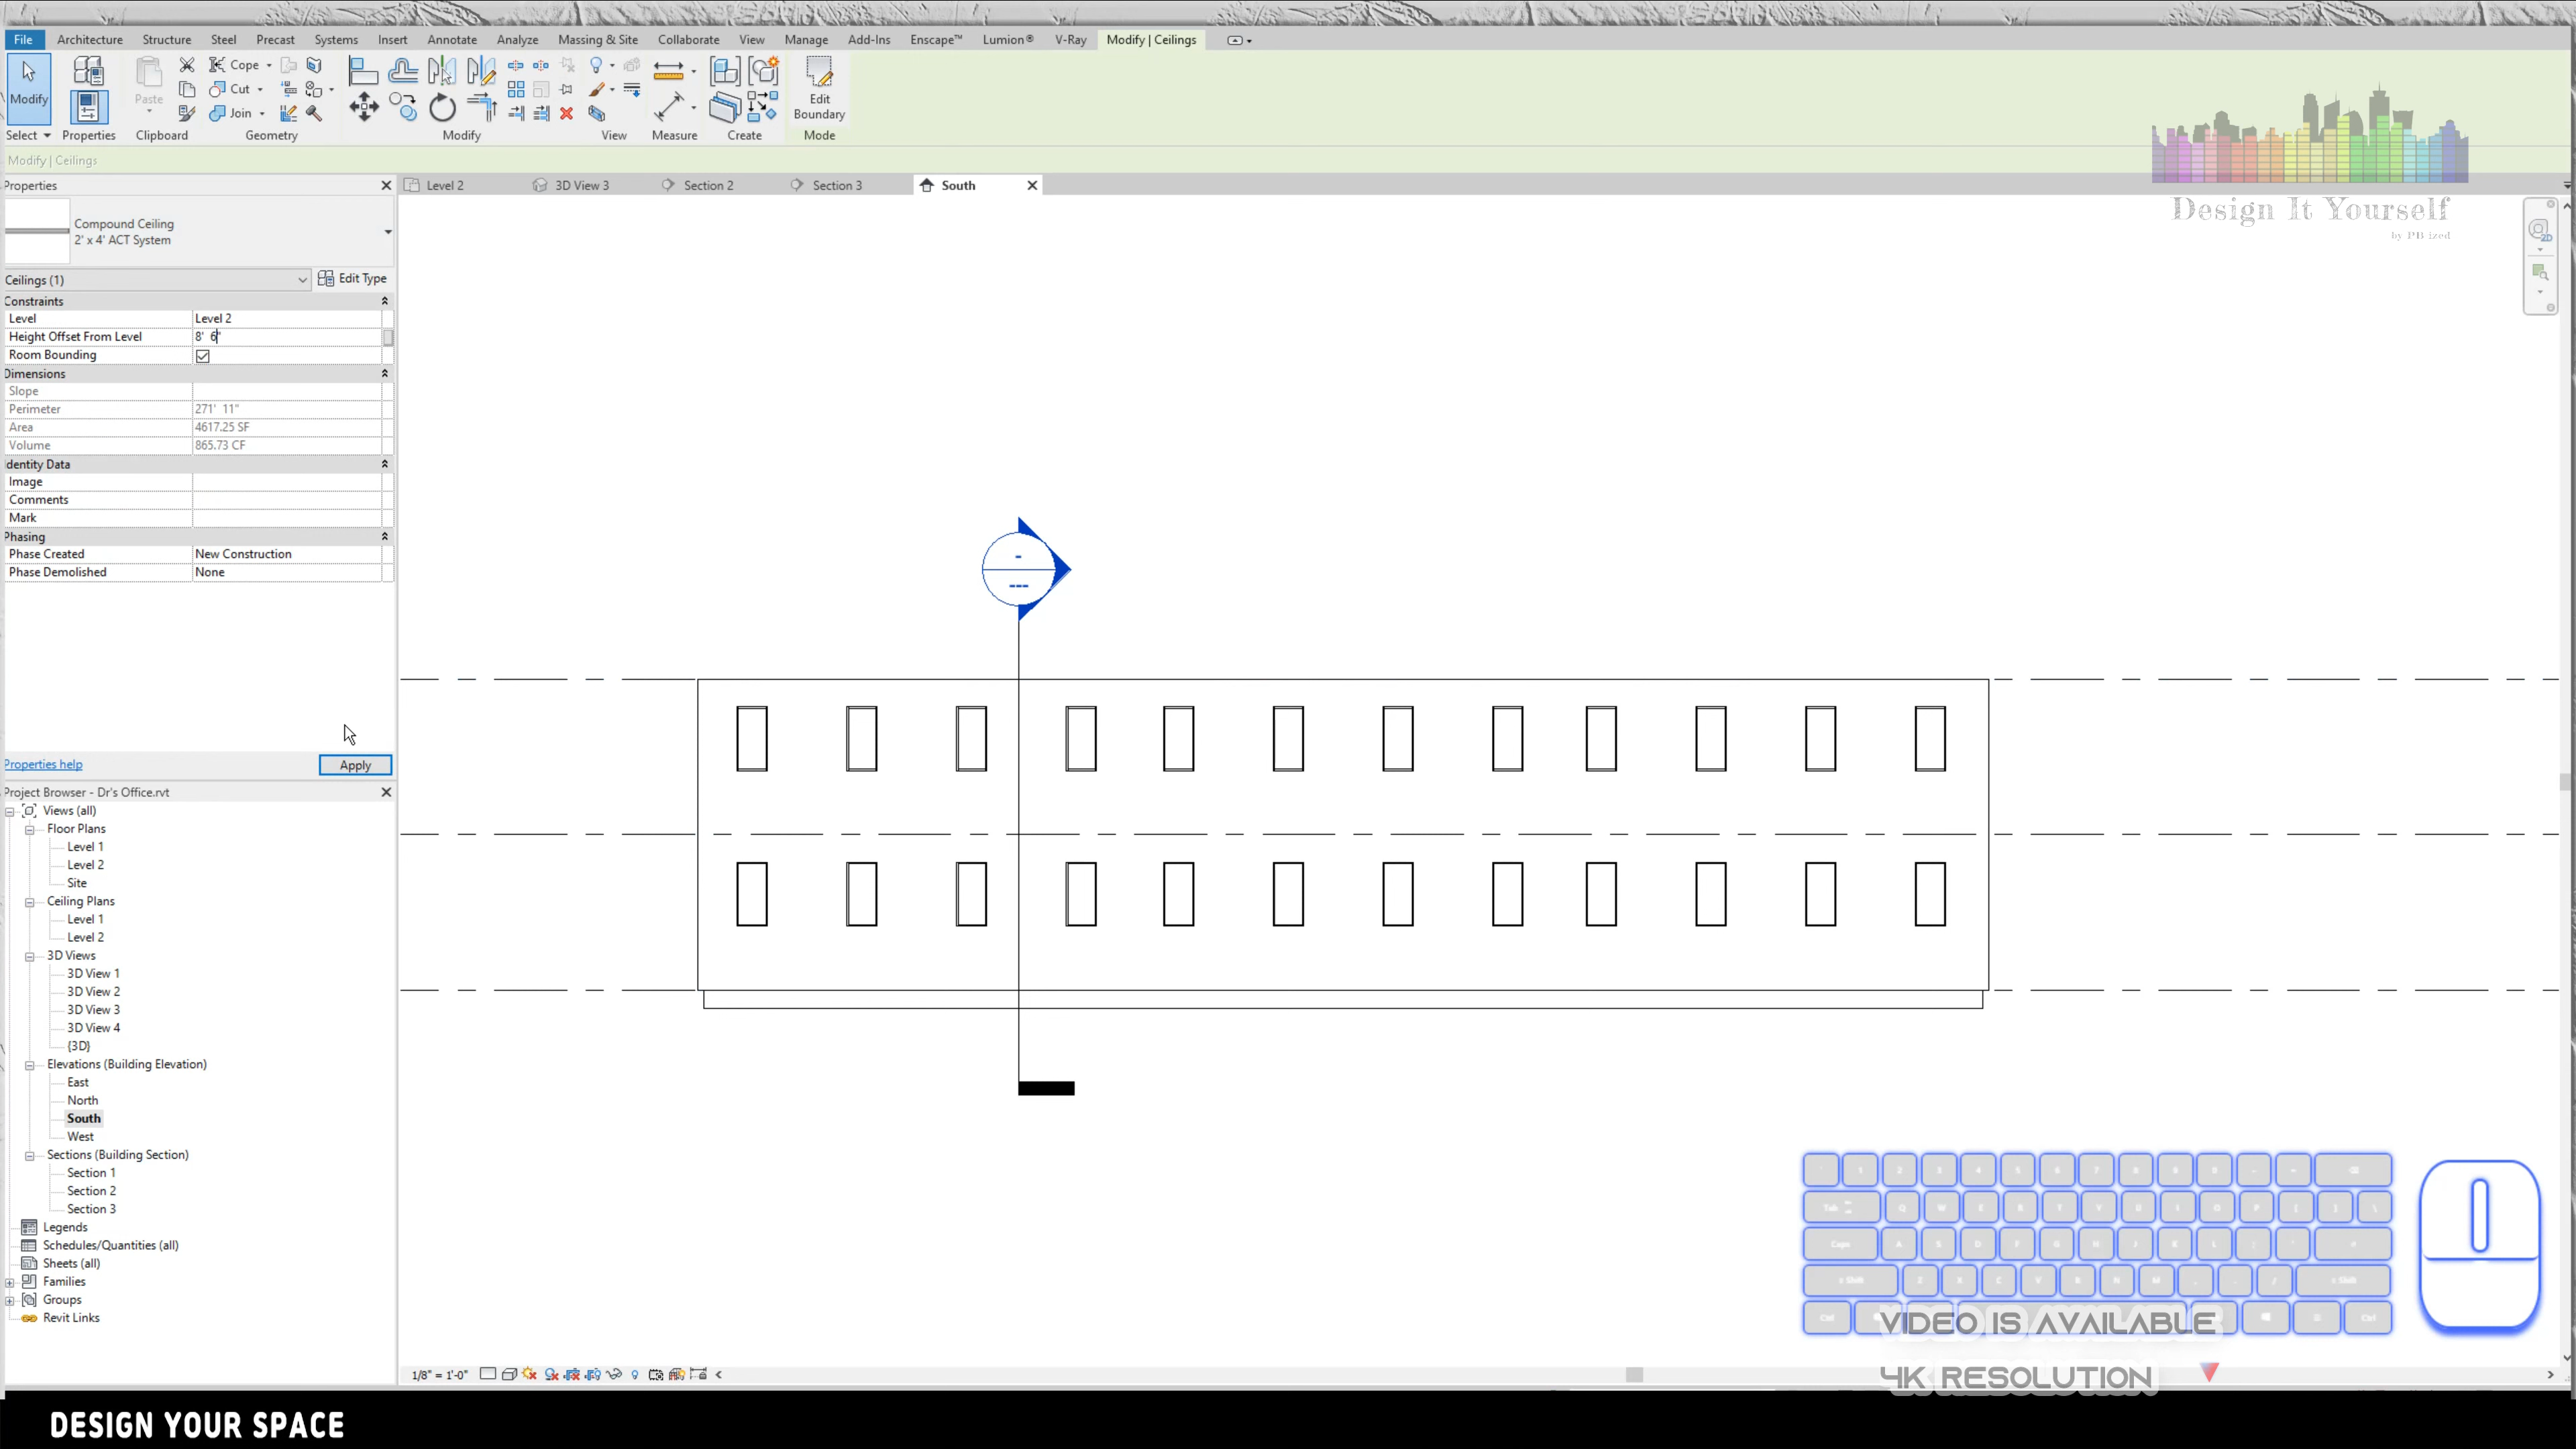 File Architecture Structure Steel Precast Systems Insert Annotate Analyze Massing & Site Collaborate View Manage Add-Ins Enscape™ Lumion® V-Ray Modify | Ceilings
Modify Paste Cope Cut Join Edit Boundary
Select Properties Clipboard Geometry Modify View Measure Create Mode
Modify | Ceilings
Properties
Level 2 3D View 3 Section 2 Section 3 South
Compound Ceiling
2' x 4' ACT System
Ceilings (1) Edit Type
Constraints
Level Level 2
Height Offset From Level 8' 6"
Room Bounding
Dimensions
Slope
Perimeter 271' 11"
Area 4617.25 SF
Volume 865.73 CF
Identity Data
Image
Comments
Mark
Phasing
Phase Created New Construction
Phase Demolished None
Properties help Apply
Project Browser - Dr's Office.rvt
Views (all)
Floor Plans
Level 1
Level 2
Site
Ceiling Plans
Level 1
Level 2
3D Views
3D View 1
3D View 2
3D View 3
3D View 4
{3D}
Elevations (Building Elevation)
East
North
South
West
Sections (Building Section)
Section 1
Section 2
Section 3
Legends
Schedules/Quantities (all)
Sheets (all)
Families
Groups
Revit Links
Design It Yourself
by PB ized
2D
-
---
1/8" = 1'-0"
VIDEO IS AVAILABLE
4K RESOLUTION
DESIGN YOUR SPACE